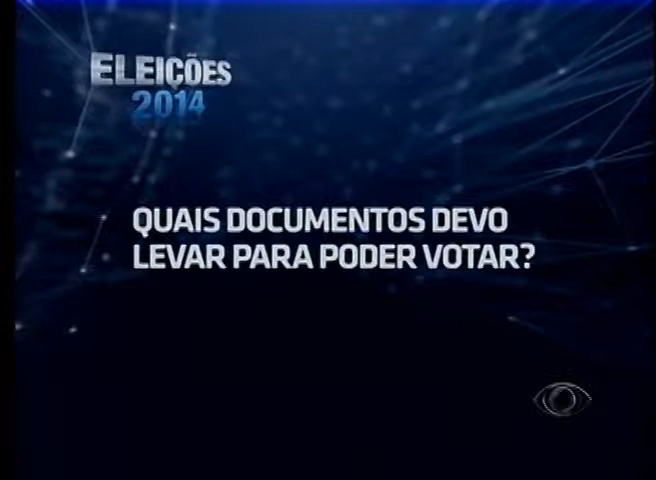 ELEIÇÕES
2014
QUAIS DOCUMENTOS DEVO
LEVAR PARA PODER VOTAR?